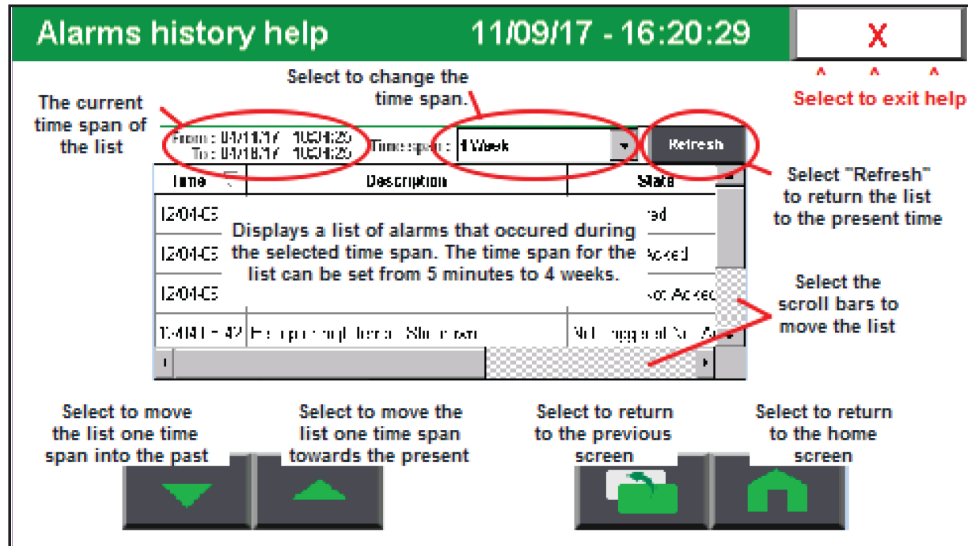 Alarms history help 11/09/17 - 16:20:29 X
^ ^ ^
Select to exit help
Select to change the
time span.
The current
time span of
the list
Time span: 1 Week Refresh
Time Description State
Select "Refresh"
to return the list
to the present time
Displays a list of alarms that occured during
the selected time span. The time span for the
list can be set from 5 minutes to 4 weeks.
Select the
scroll bars to
move the list
Select to move
the list one time
span into the past
Select to move the
list one time span
towards the present
Select to return
to the previous
screen
Select to return
to the home
screen